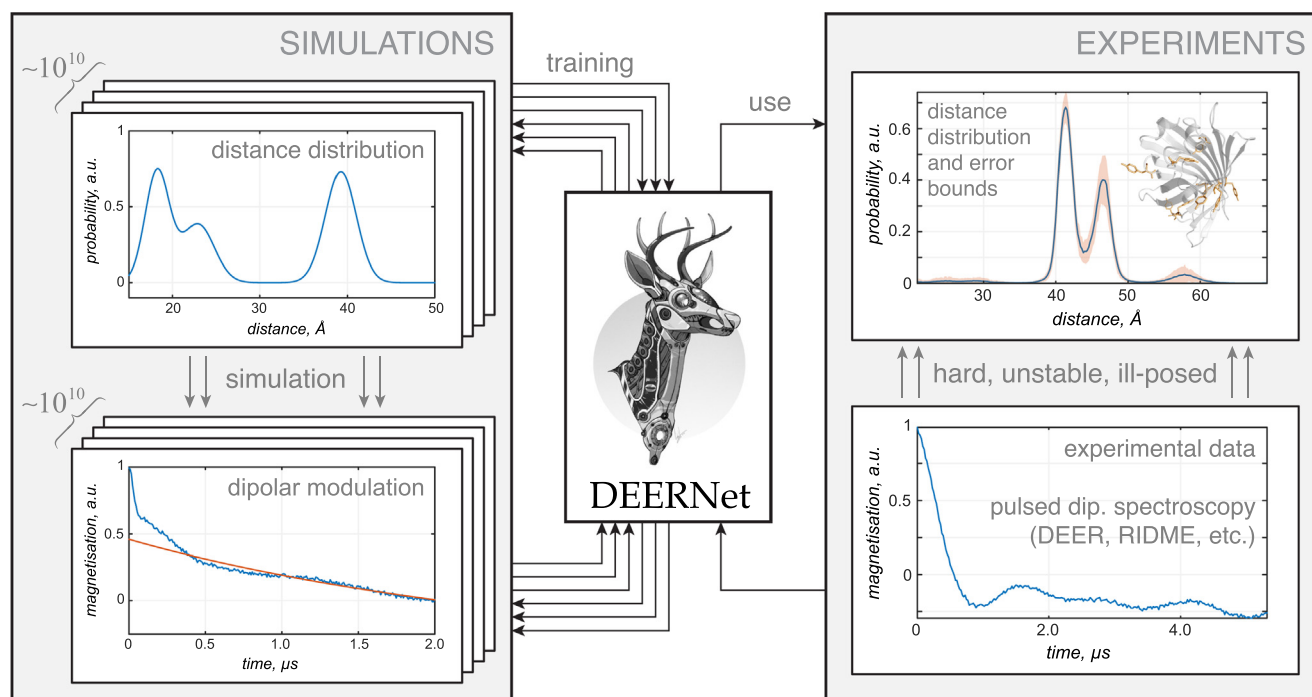 SIMULATIONS
~10^10
distance distribution
probability, a.u.
1
0.5
0
20
30
40
50
distance, Å
simulation
~10^10
dipolar modulation
magnetisation, a.u.
1
0.5
0
0
0.5
1.0
1.5
2.0
time, μs
training
use
DEERNet
EXPERIMENTS
distance
distribution
and error
bounds
probability, a.u.
0.6
0.4
0.2
0
30
40
50
60
distance, Å
hard, unstable, ill-posed
experimental data
pulsed dip. spectroscopy
(DEER, RIDME, etc.)
magnetisation, a.u.
1
0.5
0
0
2.0
4.0
time, μs